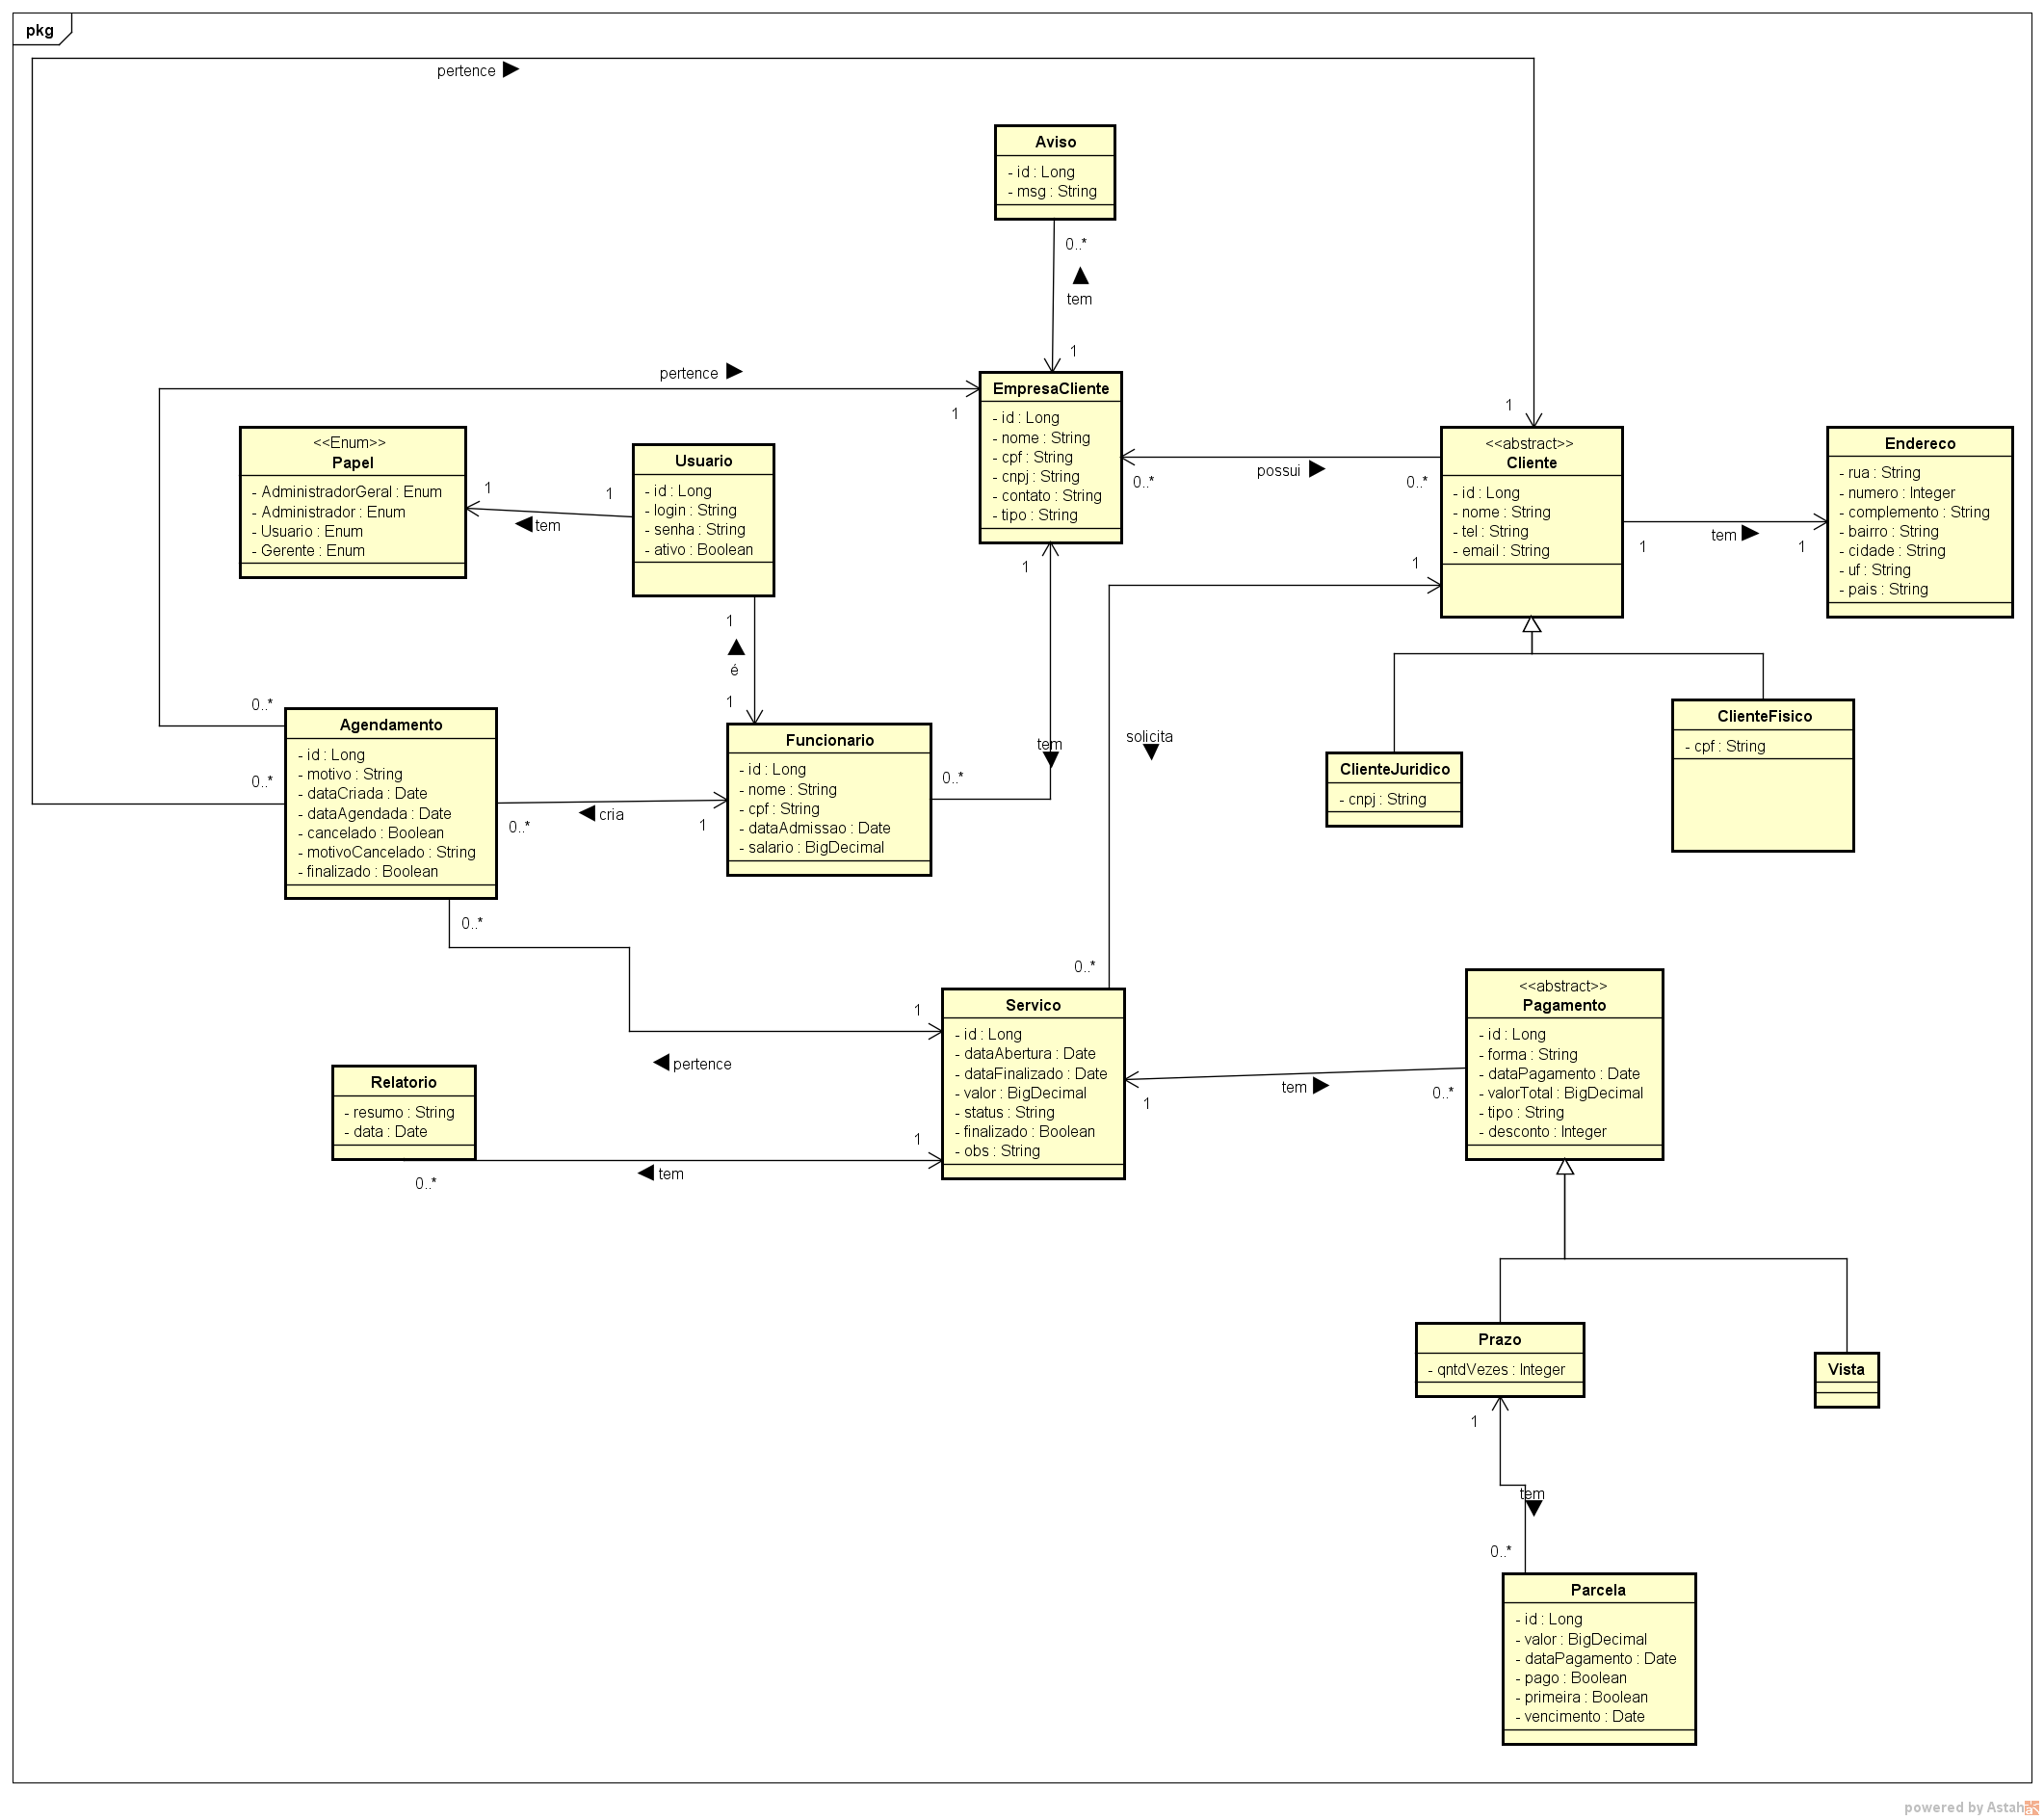 pkg
pertence
Aviso
- id : Long
- msg : String
0..*
tem
1
pertence
1
EmpresaCliente
- id : Long
- nome : String
- cpf : String
- cnpj : String
- contato : String
- tipo : String
1
<<Enum>>
Papel
- AdministradorGeral : Enum
- Administrador : Enum
- Usuario : Enum
- Gerente : Enum
1
1
tem
Usuario
- id : Long
- login : String
- senha : String
- ativo : Boolean
0..*
possui
0..*
1
<<abstract>>
Cliente
- id : Long
- nome : String
- tel : String
- email : String
1
tem
1
Endereco
- rua : String
- numero : Integer
- complemento : String
- bairro : String
- cidade : String
- uf : String
- pais : String
1
é
1
0..*
0..*
Agendamento
- id : Long
- motivo : String
- dataCriada : Date
- dataAgendada : Date
- cancelado : Boolean
- motivoCancelado : String
- finalizado : Boolean
0..*
cria
1
Funcionario
- id : Long
- nome : String
- cpf : String
- dataAdmissao : Date
- salario : BigDecimal
0..*
tem
solicita
ClienteJuridico
- cnpj : String
ClienteFisico
- cpf : String
0..*
0..*
1
pertence
Servico
- id : Long
- dataAbertura : Date
- dataFinalizado : Date
- valor : BigDecimal
- status : String
- finalizado : Boolean
- obs : String
1
tem
0..*
<<abstract>>
Pagamento
- id : Long
- forma : String
- dataPagamento : Date
- valorTotal : BigDecimal
- tipo : String
- desconto : Integer
Relatorio
- resumo : String
- data : Date
0..*
tem
1
Prazo
- qntdVezes : Integer
Vista
1
tem
0..*
Parcela
- id : Long
- valor : BigDecimal
- dataPagamento : Date
- pago : Boolean
- primeira : Boolean
- vencimento : Date
powered by Astah